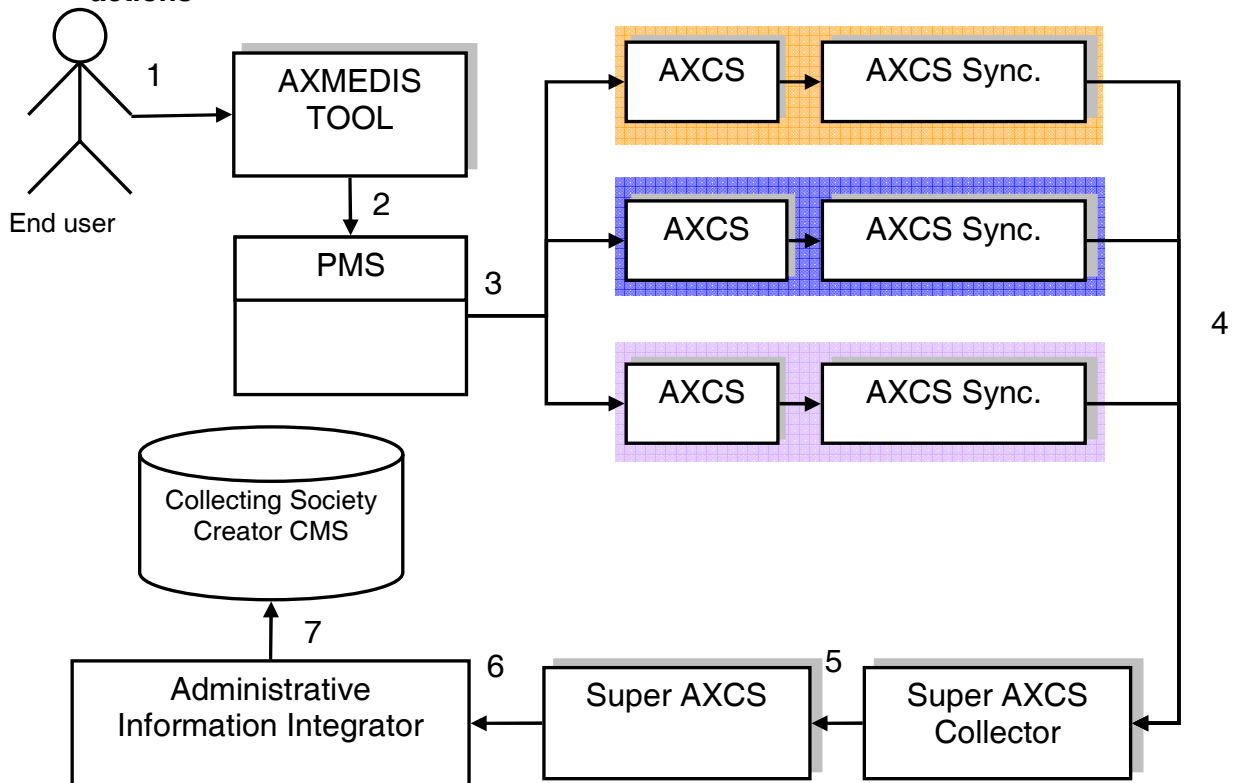 actions
1
AXMEDIS
TOOL
End user
2
PMS
3
AXCS
AXCS Sync.
AXCS
AXCS Sync.
AXCS
AXCS Sync.
4
Collecting Society
Creator CMS
7
Administrative
Information Integrator
6
Super AXCS
5
Super AXCS
Collector